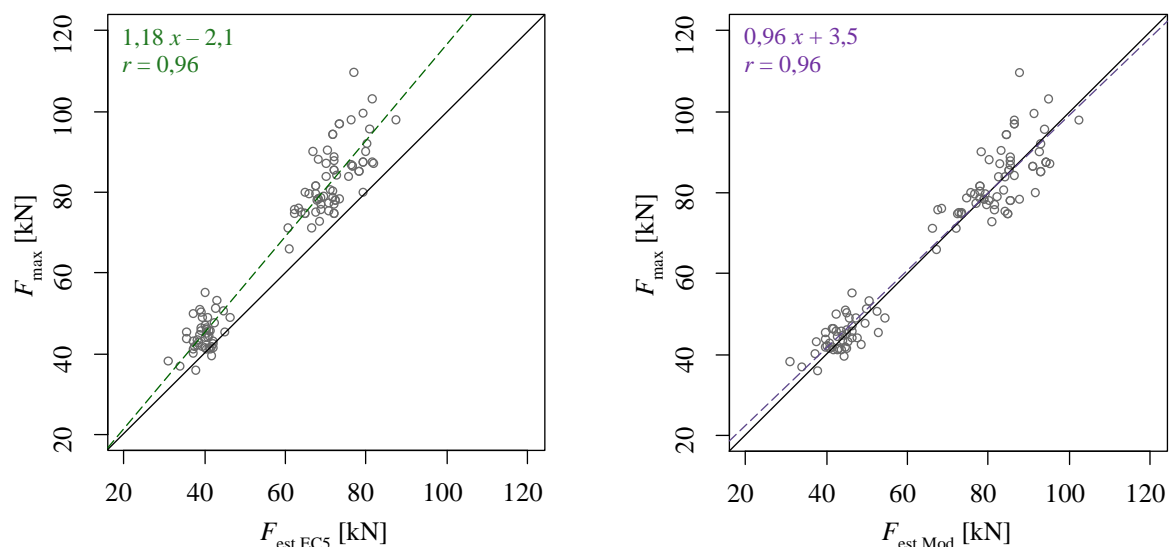 1,18 x – 2,1
r = 0,96
120
100
80
60
40
20
F max [kN]
20 40 60 80 100 120
F est EC5 [kN]
0,96 x + 3,5
r = 0,96
120
100
80
60
40
20
F max [kN]
20 40 60 80 100 120
F est Mod [kN]